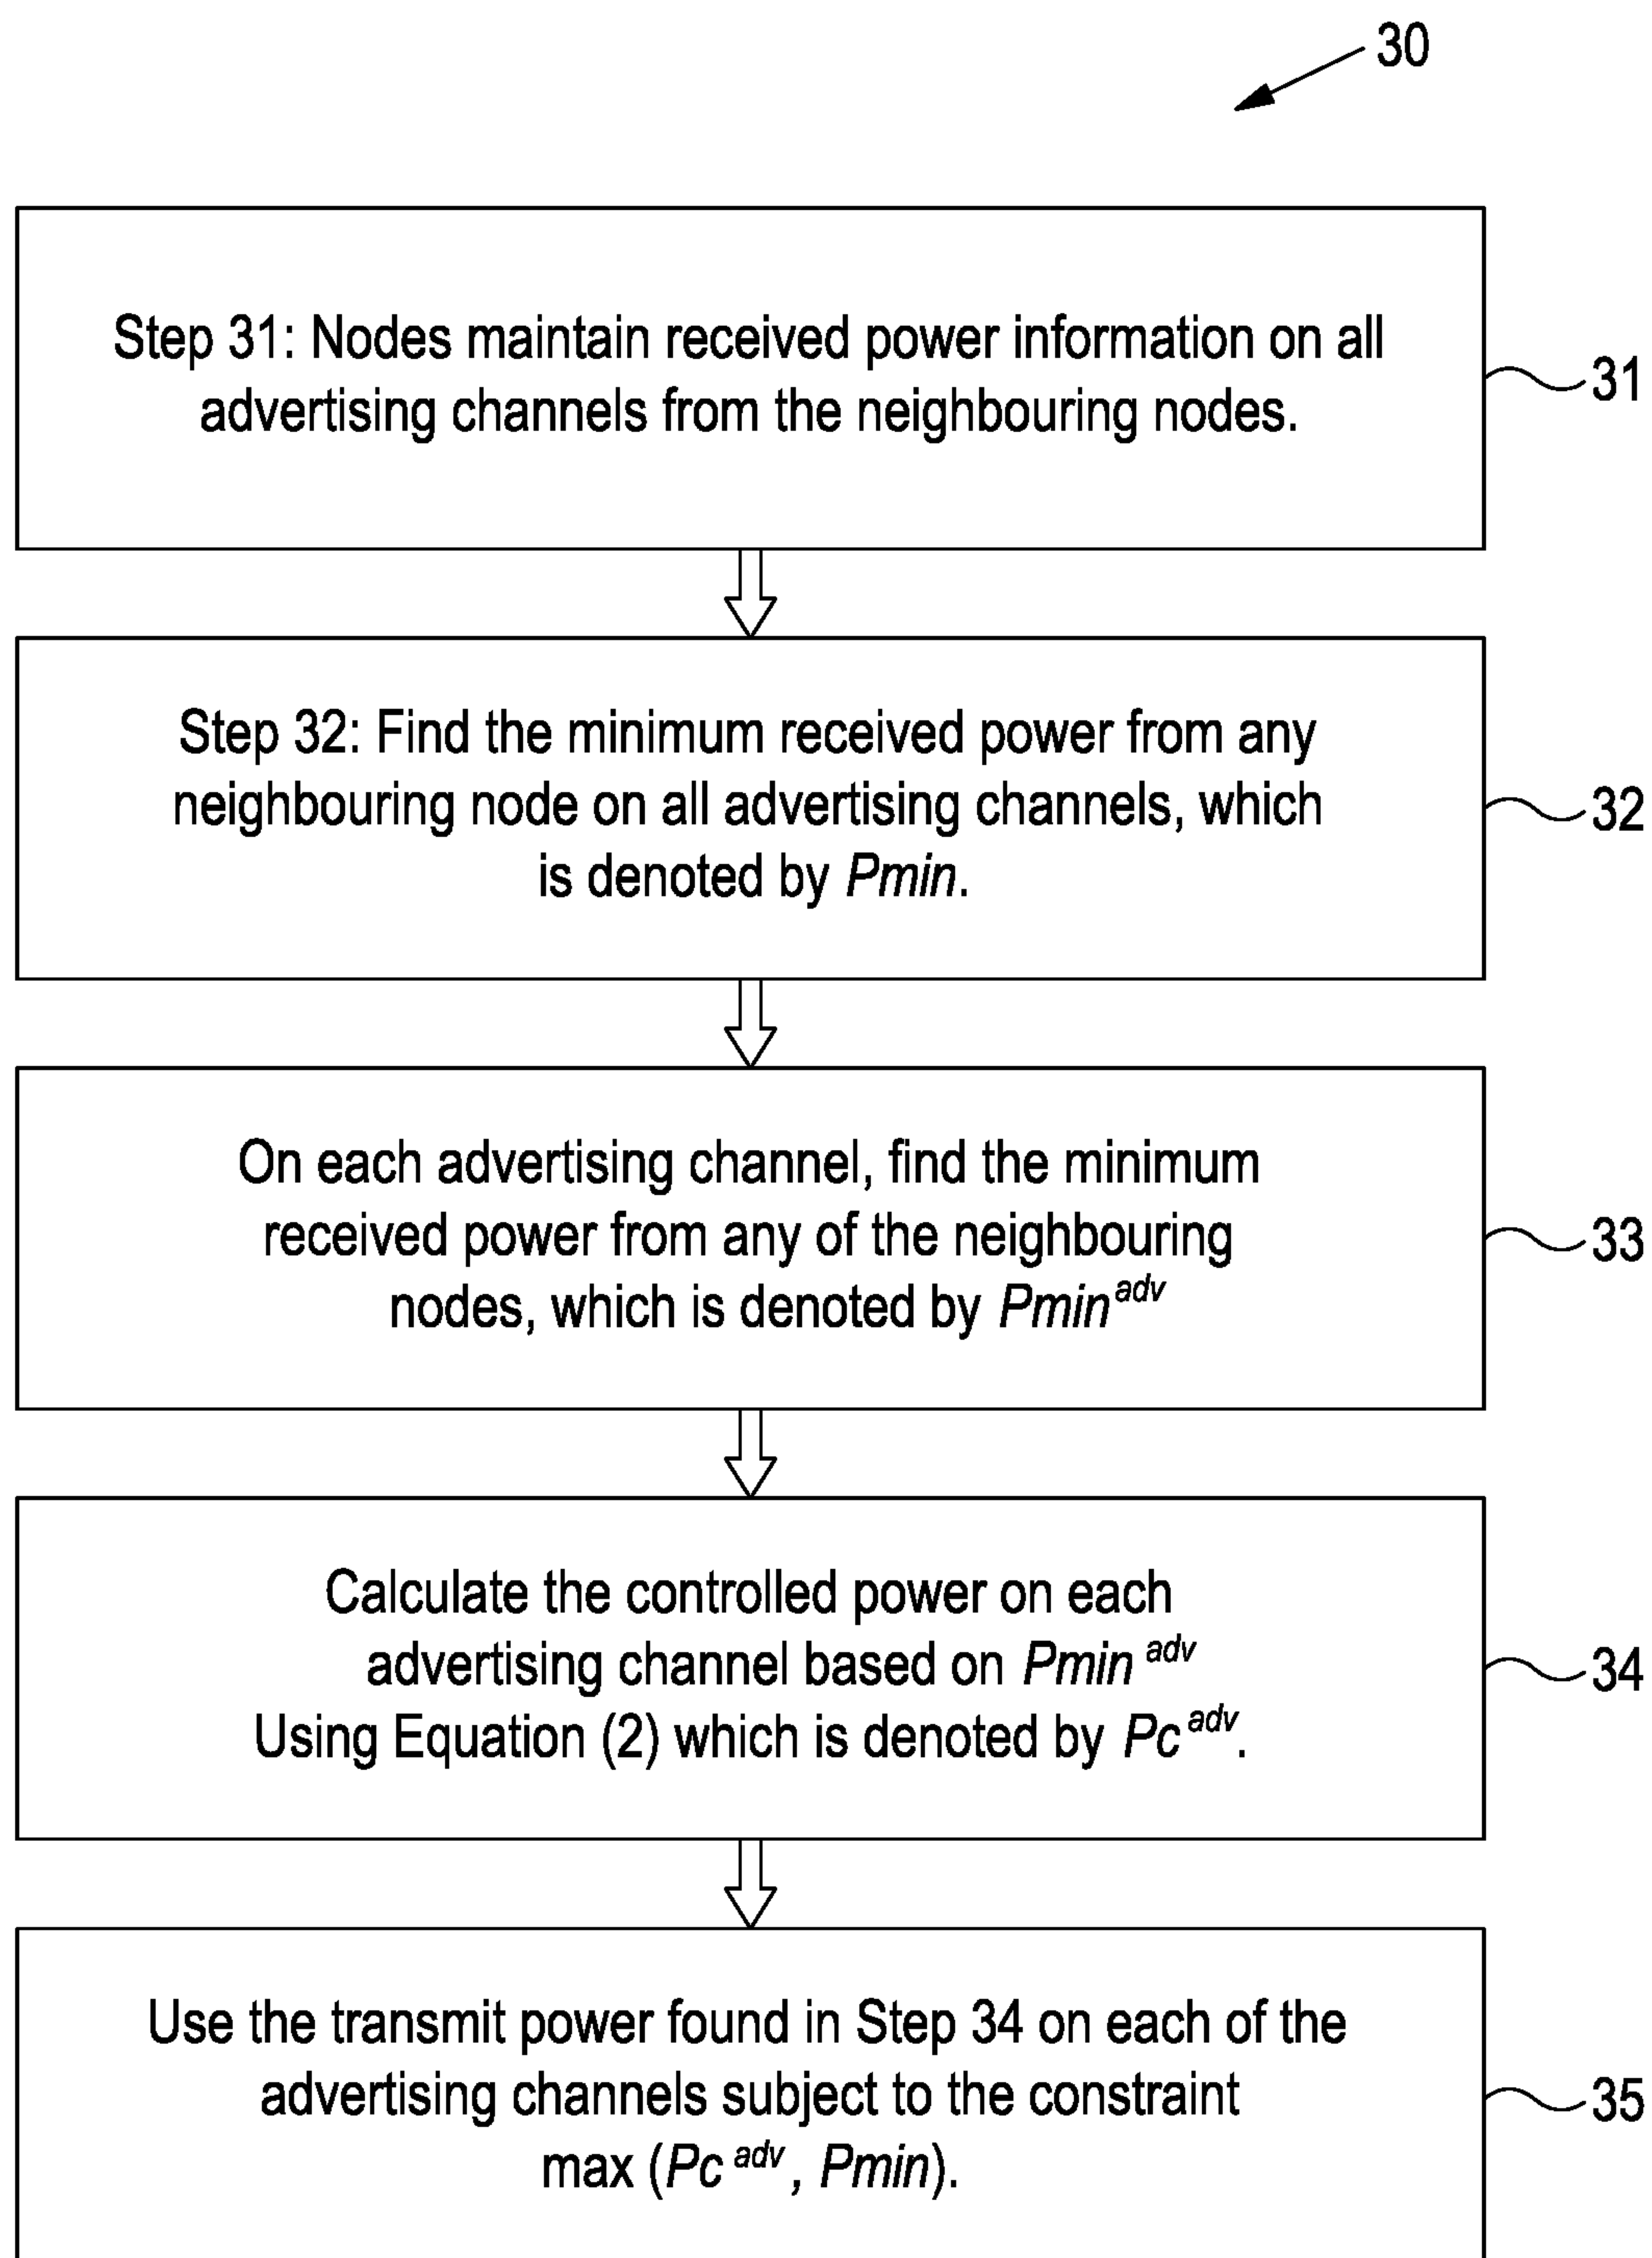 30
Step 31: Nodes maintain received power information on all
advertising channels from the neighbouring nodes.
31
Step 32: Find the minimum received power from any
neighbouring node on all advertising channels, which
is denoted by Pmin.
32
On each advertising channel, find the minimum
received power from any of the neighbouring
nodes, which is denoted by Pmin^adv
33
Calculate the controlled power on each
advertising channel based on Pmin^adv
Using Equation (2) which is denoted by Pc^adv.
34
Use the transmit power found in Step 34 on each of the
advertising channels subject to the constraint
max (Pc^adv, Pmin).
35